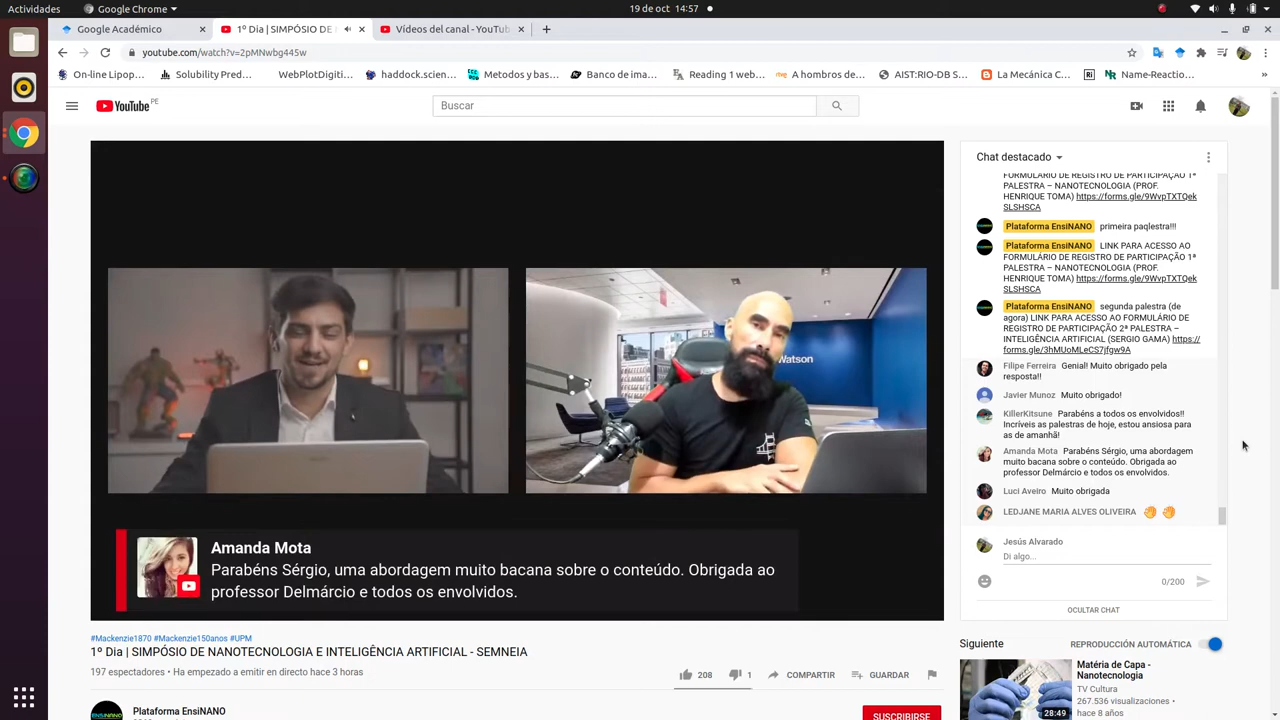 Actividades
Google Chrome
19 de oct 14:57
Google Académico
1º Dia | SIMPÓSIO DE
Vídeos del canal - YouTub
youtube.com/watch?v=2pMNwbg445w
On-line Lipop…
Solubility Pred…
WebPlotDigiti…
haddock.scien…
Metodos y bas…
Banco de imag…
Reading 1 web…
A hombros de…
AIST:RIO-DB S…
La Mecánica C…
Name-Reactio…
»
YouTube PE
Buscar
Chat destacado
FORMULÁRIO DE REGISTRO DE PARTICIPAÇÃO 1ª
PALESTRA – NANOTECNOLOGIA (PROF.
HENRIQUE TOMA) https://forms.gle/9WvpTXTQek
SLSHSCA
Plataforma EnsiNANO primeira paqlestra!!!
Plataforma EnsiNANO LINK PARA ACESSO AO
FORMULÁRIO DE REGISTRO DE PARTICIPAÇÃO 1ª
PALESTRA – NANOTECNOLOGIA (PROF.
HENRIQUE TOMA) https://forms.gle/9WvpTXTQek
SLSHSCA
Plataforma EnsiNANO segunda palestra (de
agora) LINK PARA ACESSO AO FORMULÁRIO DE
REGISTRO DE PARTICIPAÇÃO 2ª PALESTRA –
INTELIGÊNCIA ARTIFICIAL (SERGIO GAMA) https://
forms.gle/3hMUoMLeCS7jfgw9A
Filipe Ferreira Genial! Muito obrigado pela
resposta!!
Javier Munoz Muito obrigado!
KillerKitsune Parabéns a todos os envolvidos!!
Incríveis as palestras de hoje, estou ansiosa para
as de amanhã!
Amanda Mota Parabéns Sérgio, uma abordagem
muito bacana sobre o conteúdo. Obrigada ao
professor Delmárcio e todos os envolvidos.
Luci Aveiro Muito obrigada
LEDJANE MARIA ALVES OLIVEIRA 👏 👏
Jesús Alvarado
Di algo...
0/200
OCULTAR CHAT
Watson
Amanda Mota
Parabéns Sérgio, uma abordagem muito bacana sobre o conteúdo. Obrigada ao
professor Delmárcio e todos os envolvidos.
#Mackenzie1870 #Mackenzie150anos #UPM
1º Dia | SIMPÓSIO DE NANOTECNOLOGIA E INTELIGÊNCIA ARTIFICIAL - SEMNEIA
197 espectadores • Ha empezado a emitir en directo hace 3 horas
208
1
COMPARTIR
GUARDAR
ENSINANO
Plataforma EnsiNANO
SUSCRIBIRSE
Siguiente
REPRODUCCIÓN AUTOMÁTICA
Matéria de Capa -
Nanotecnologia
TV Cultura
267.536 visualizaciones •
hace 8 años
28:49